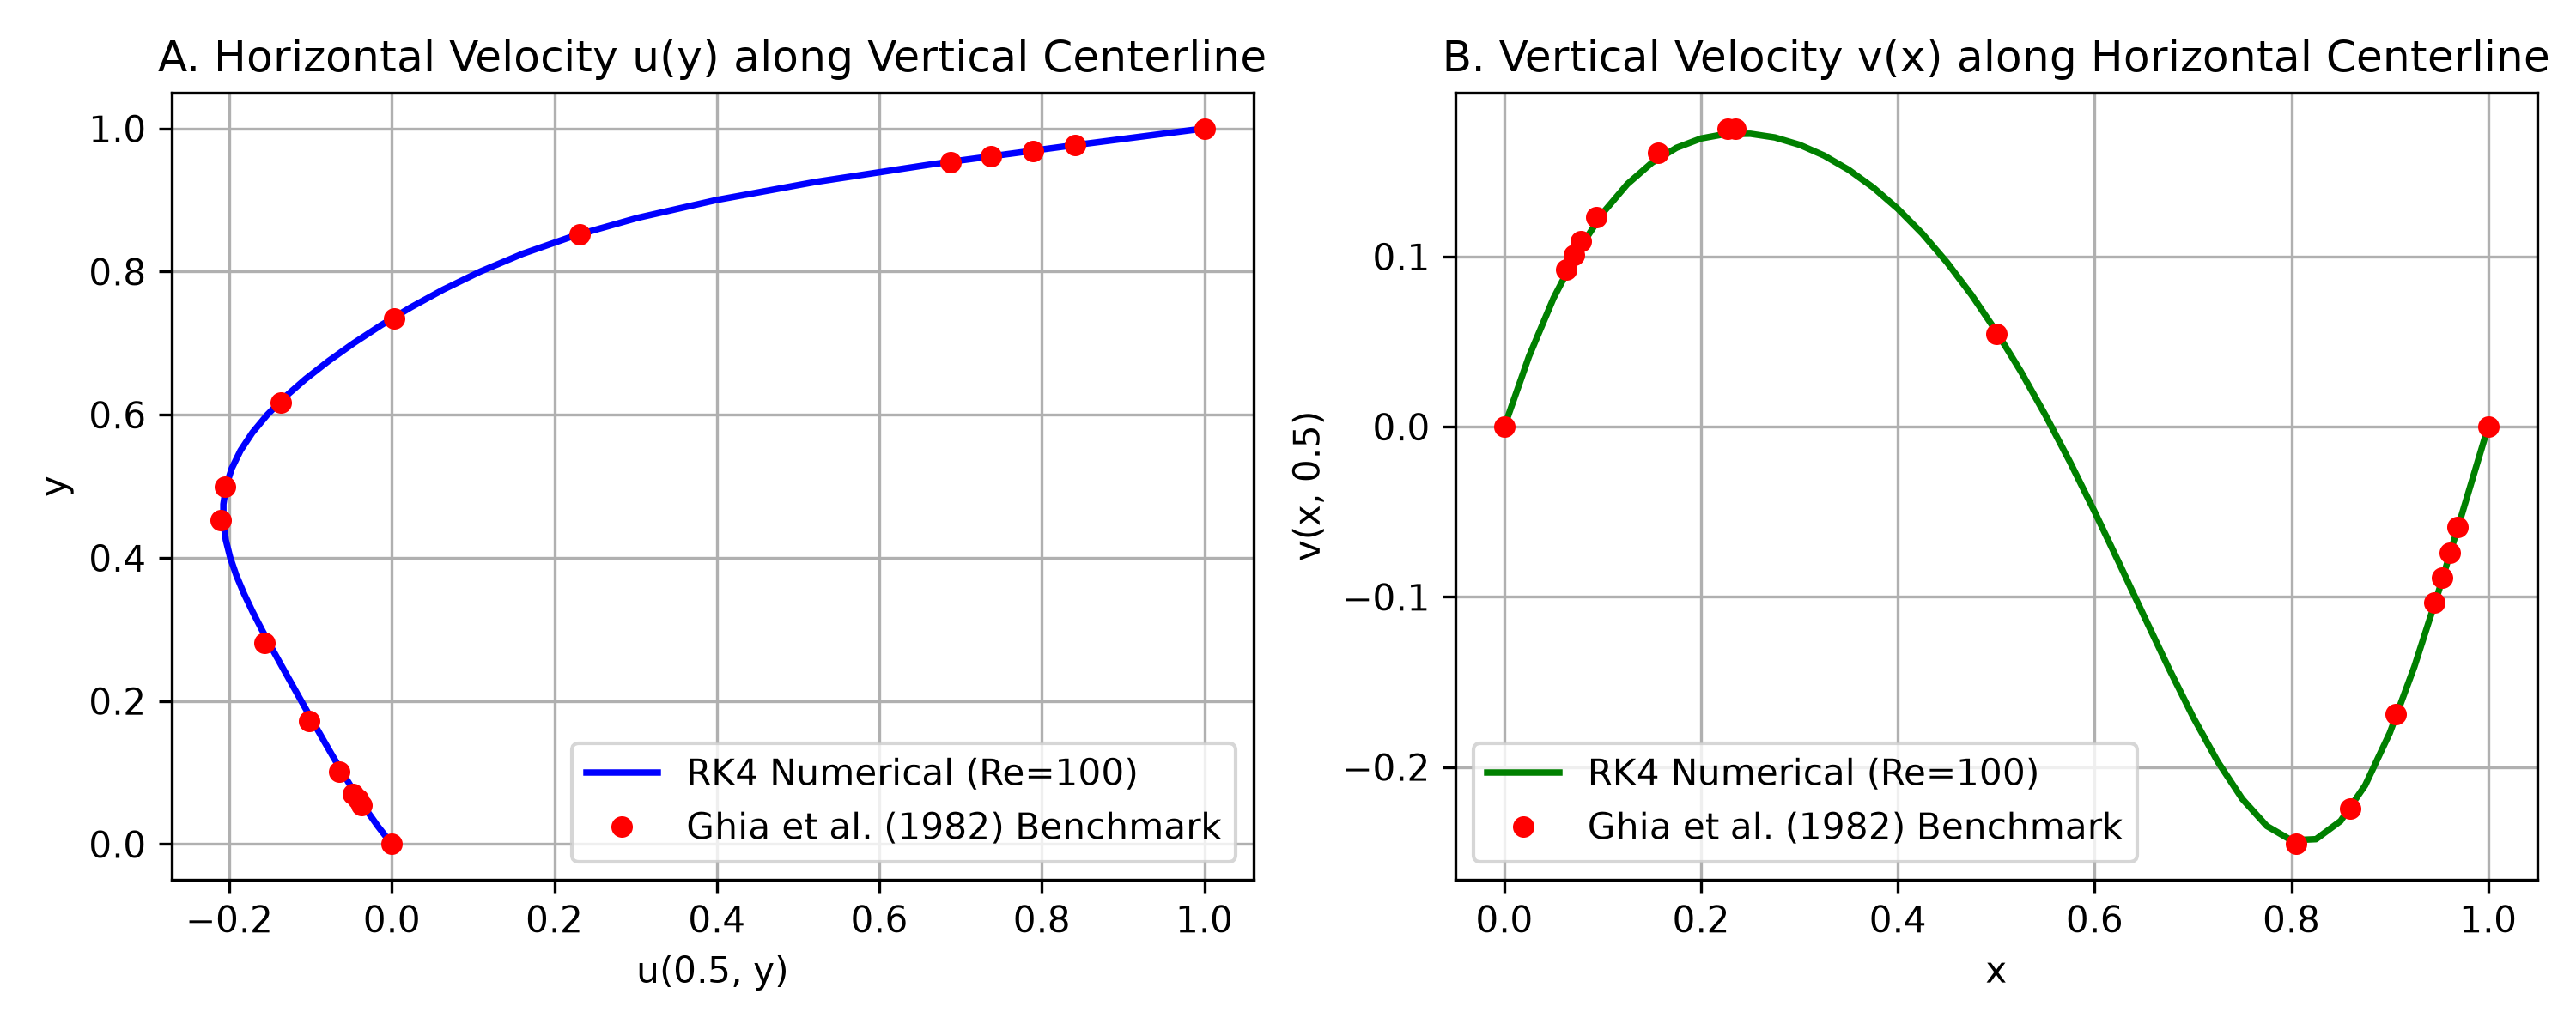 A. Horizontal Velocity u(y) along Vertical Centerline
1.0
0.8
0.6
0.4
0.2
0.0
y
−0.2 0.0 0.2 0.4 0.6 0.8 1.0
u(0.5, y)
RK4 Numerical (Re=100)
Ghia et al. (1982) Benchmark
B. Vertical Velocity v(x) along Horizontal Centerline
0.1
0.0
−0.1
−0.2
v(x, 0.5)
0.0 0.2 0.4 0.6 0.8 1.0
x
RK4 Numerical (Re=100)
Ghia et al. (1982) Benchmark